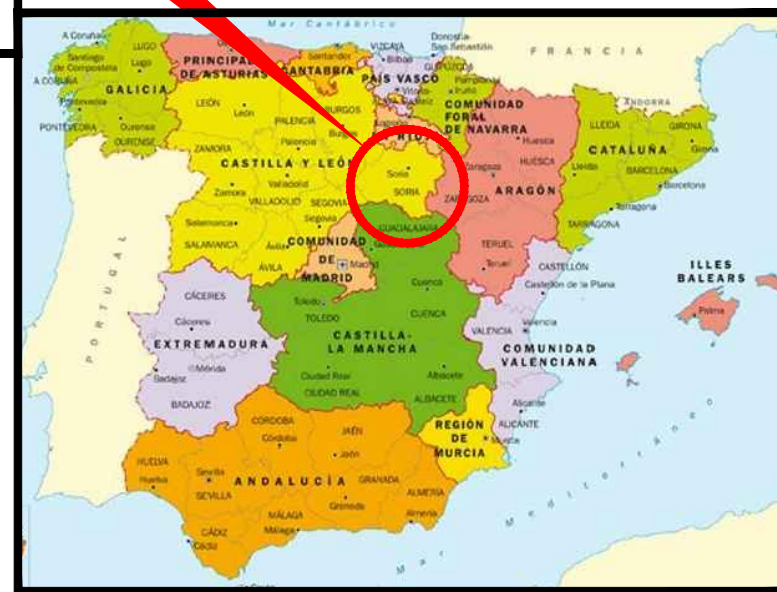 Mar Cantábrico
A Coruña
LUGO
Santiago de Compostela
Lugo
A CORUÑA
GALICIA
Pontevedra
PONTEVEDRA
Ourense
OURENSE
PRINCIPADO
DE ASTURIAS
Santander
CANTABRIA
VIZCAYA
Bilbao
Donostia-
San Sebastián
GUIPÚZCOA
PAÍS VASCO
Vitoria-
FRANCIA
ANDORRA
COMUNIDAD
FORAL
DE NAVARRA
LEÓN
León
PALENCIA
Palencia
BURGOS
Burgos
ZAMORA
Zamora
CASTILLA Y LEÓN
Valladolid
VALLADOLID
SEGOVIA
Segovia
Soria
SORIA
Salamanca
SALAMANCA
Ávila
ÁVILA
Huesca
HUESCA
Zaragoza
ZARAGOZA
ARAGÓN
TERUEL
Teruel
LLEIDA
Lleida
GIRONA
Girona
CATALUÑA
BARCELONA
Barcelona
Tarragona
TARRAGONA
COMUNIDAD
DE
MADRID
Madrid
GUADALAJARA
Cuenca
CUENCA
Toledo
TOLEDO
CASTILLA-
LA MANCHA
Ciudad Real
CIUDAD REAL
Albacete
ALBACETE
PORTUGAL
CÁCERES
Cáceres
EXTREMADURA
Mérida
Badajoz
BADAJOZ
CASTELLÓN
Castellón de la Plana
VALENCIA
Valencia
COMUNIDAD
VALENCIANA
Alicante
ALICANTE
ILLES
BALEARS
Palma
REGIÓN
DE
MURCIA
Murcia
CÓRDOBA
Córdoba
JAÉN
Jaén
HUELVA
Huelva
Sevilla
SEVILLA
ANDALUCÍA
GRANADA
Granada
ALMERÍA
Almería
MÁLAGA
Málaga
CÁDIZ
Cádiz
Mar Mediterráneo